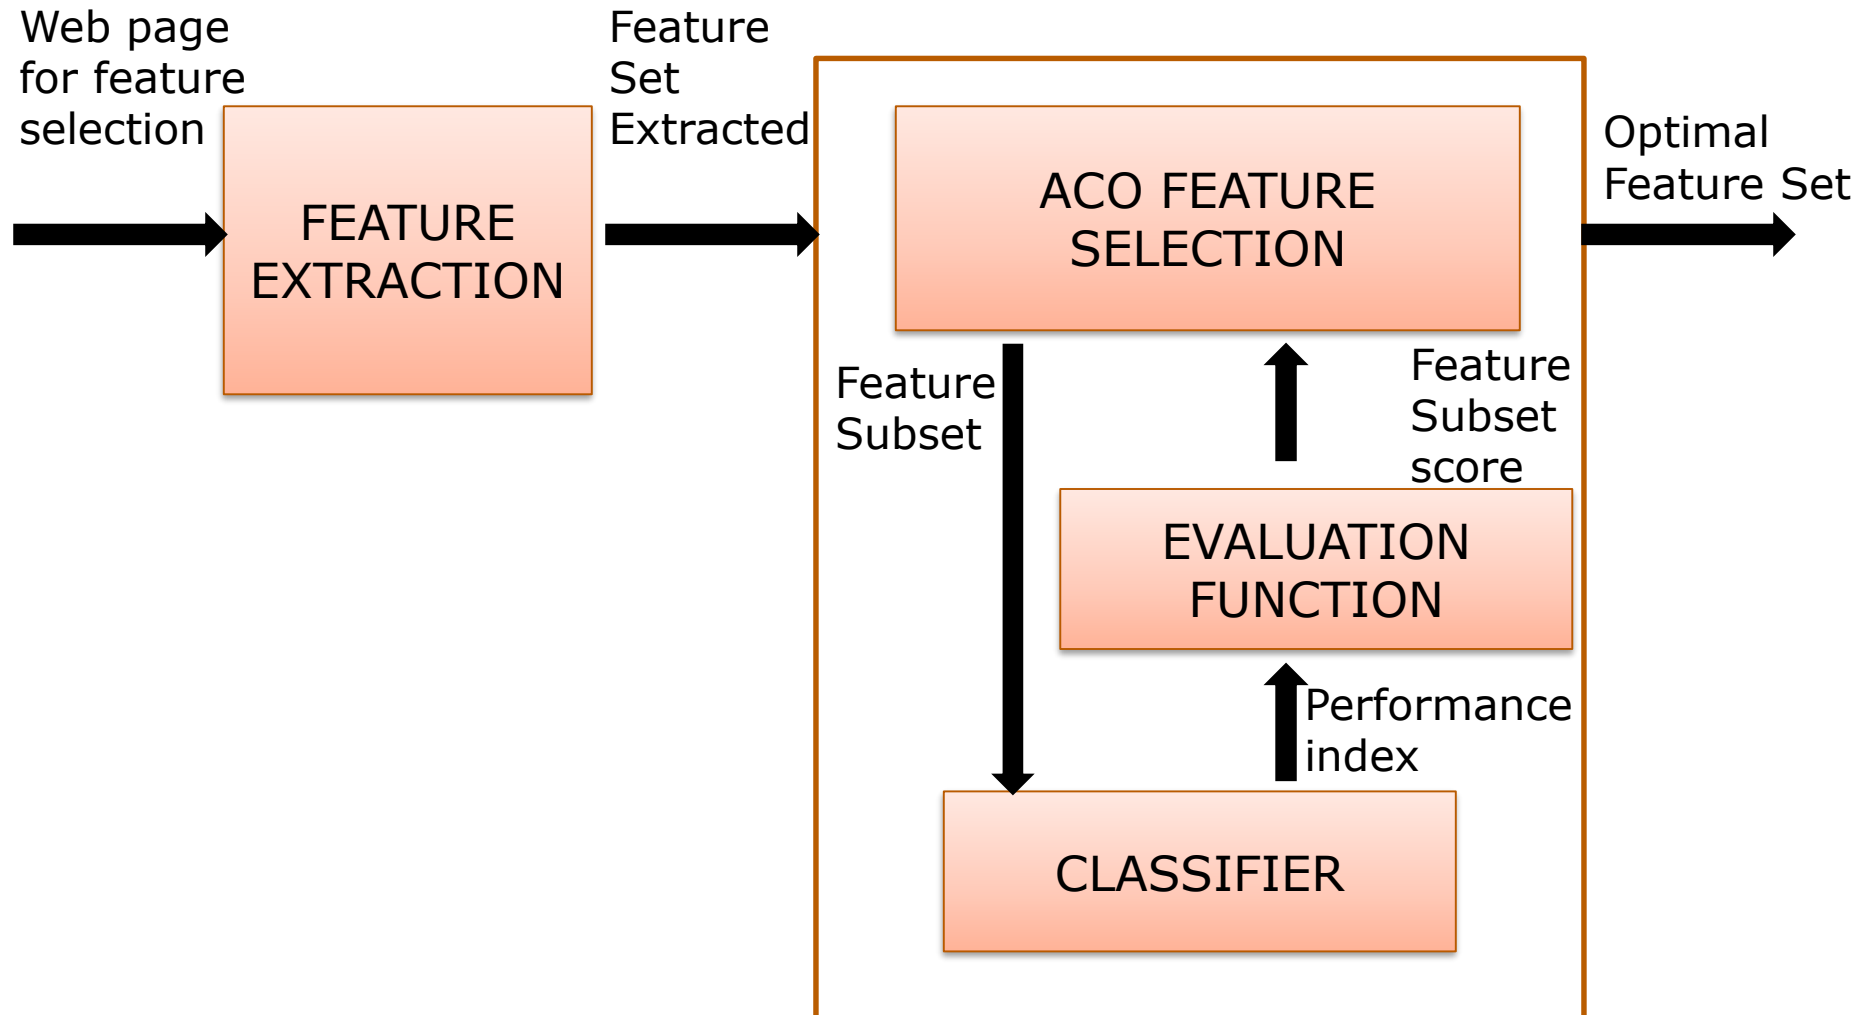 Web page
for feature
selection
FEATURE
EXTRACTION
Feature
Set
Extracted
ACO FEATURE
SELECTION
Optimal
Feature Set
Feature
Subset
Feature
Subset
score
EVALUATION
FUNCTION
Performance
index
CLASSIFIER